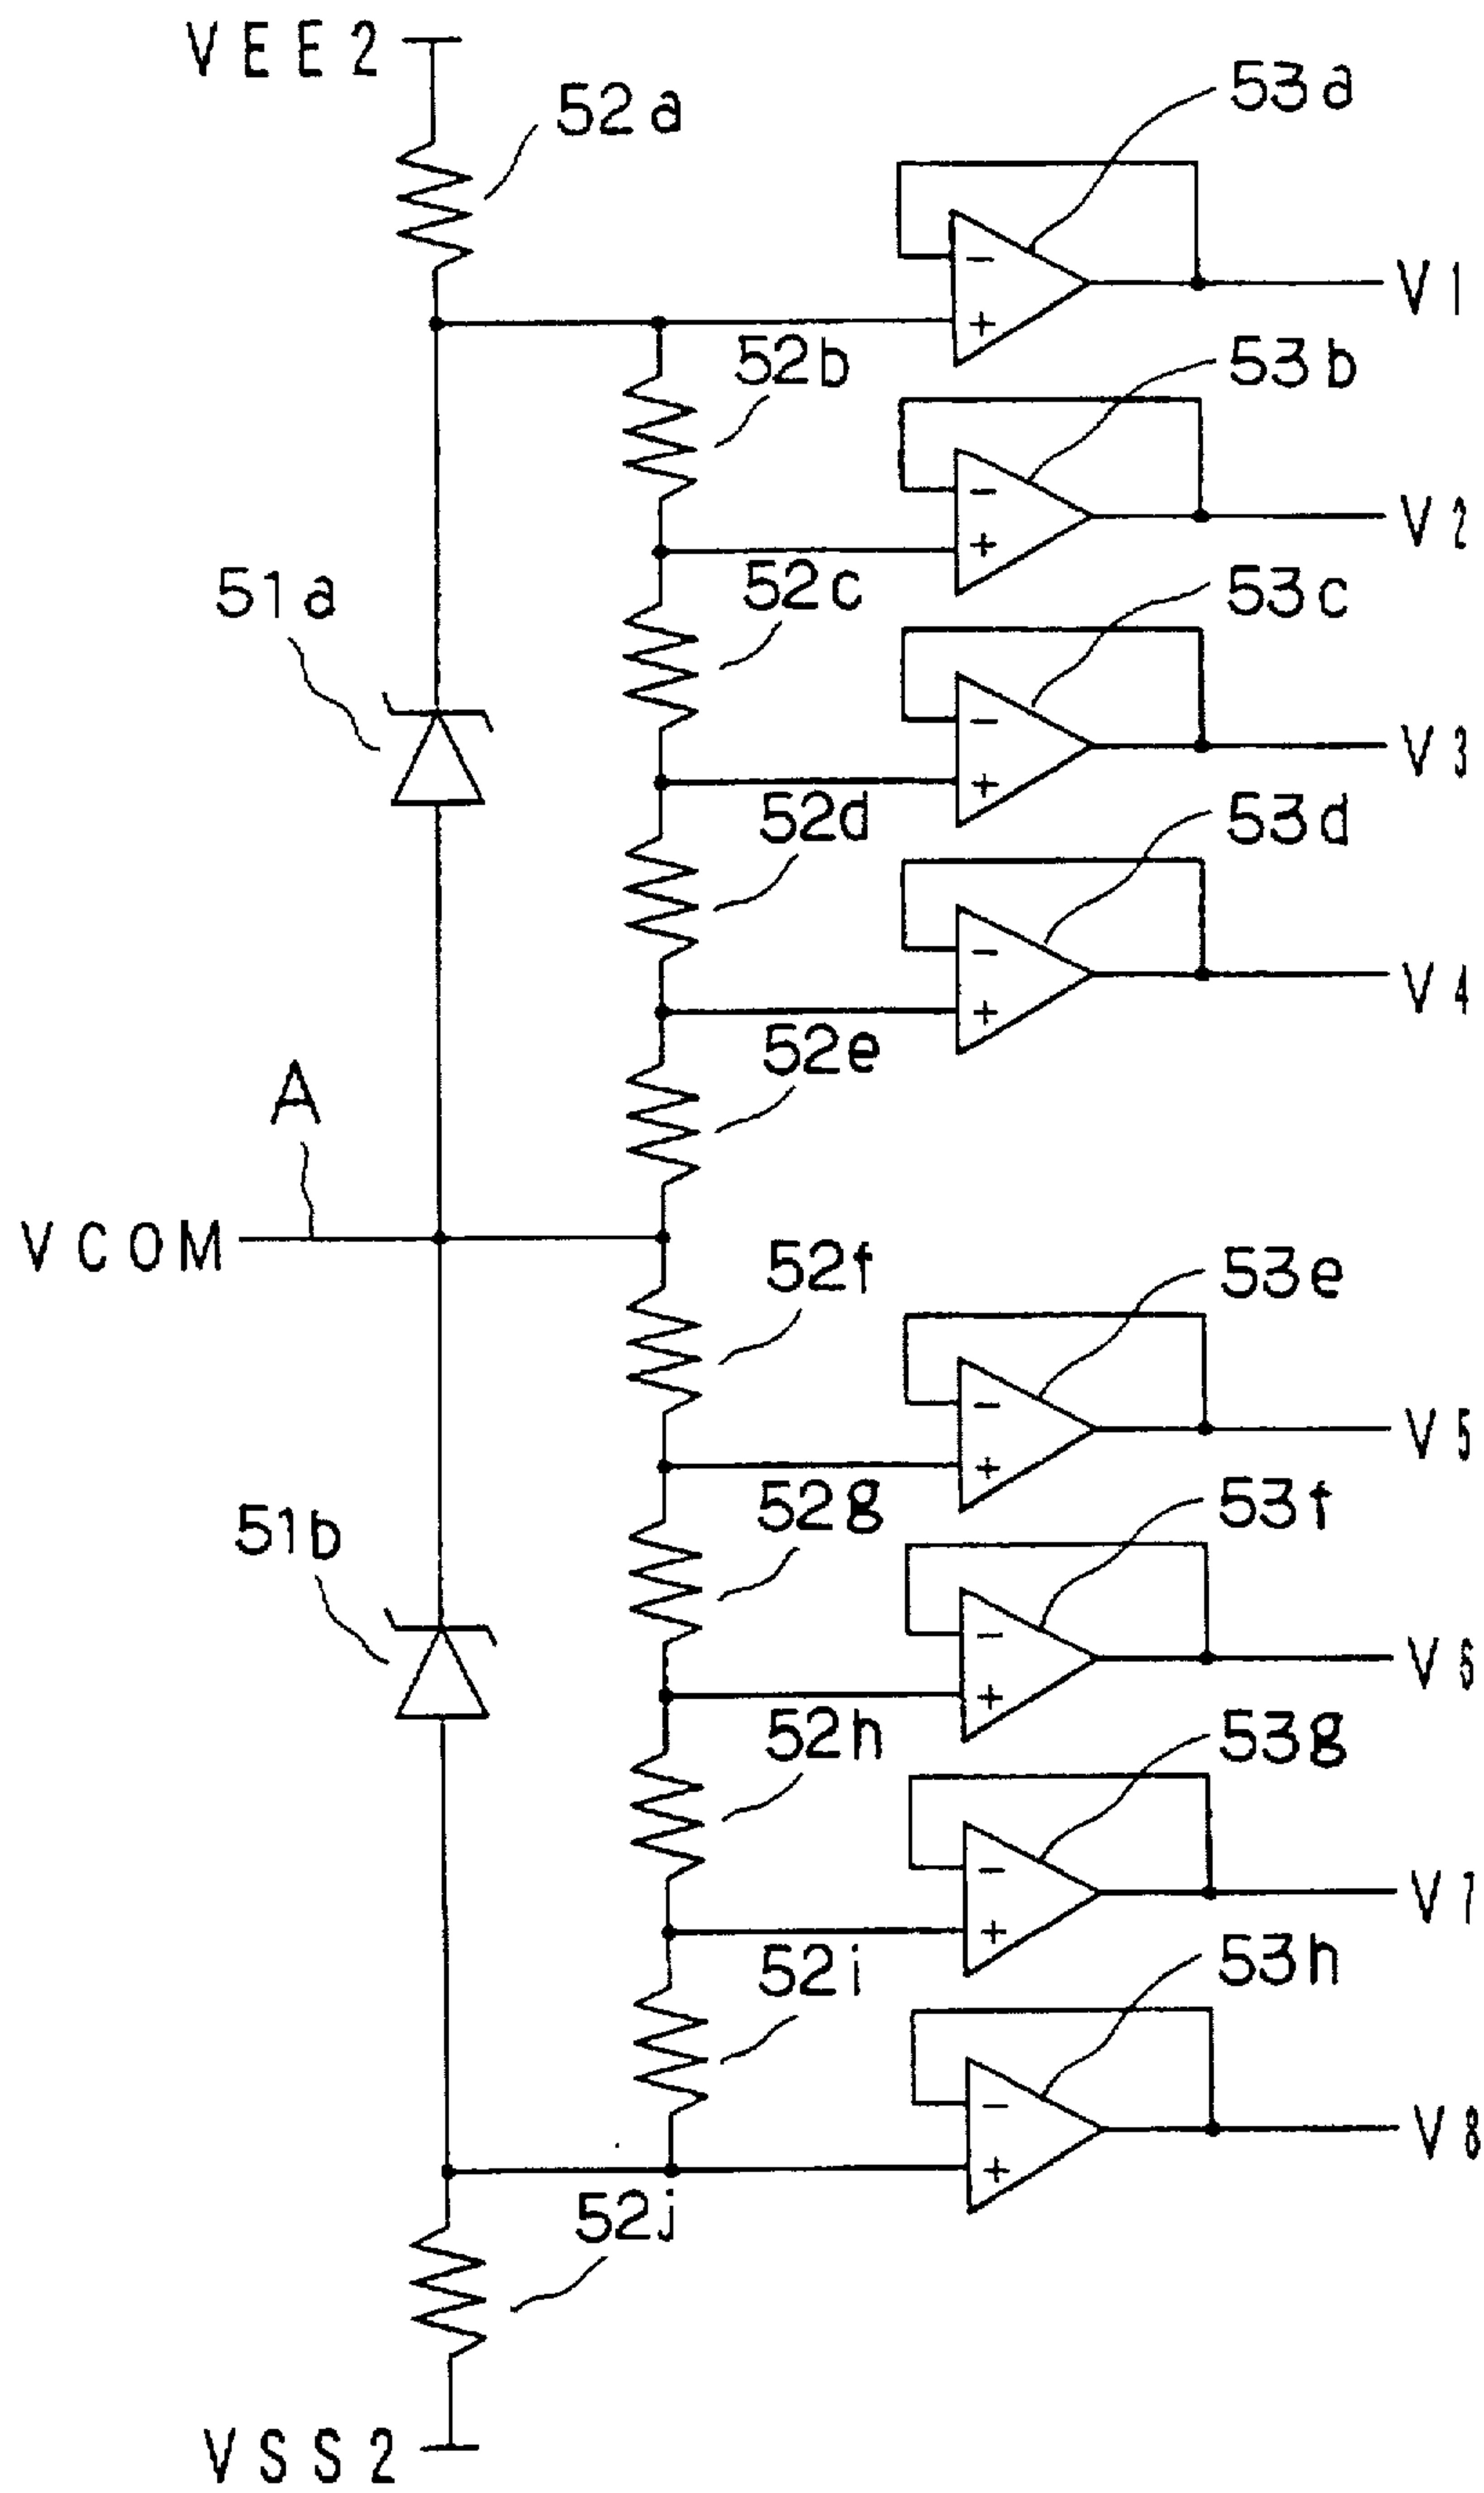 VEE2
52a
53a
V1
52b
53b
V2
51a
52c
53c
V3
52d
53d
V4
52e
A
VCOM
52f
53e
V5
51b
52g
53f
V6
52h
53g
V7
52i
53h
V8
52j
VSS2